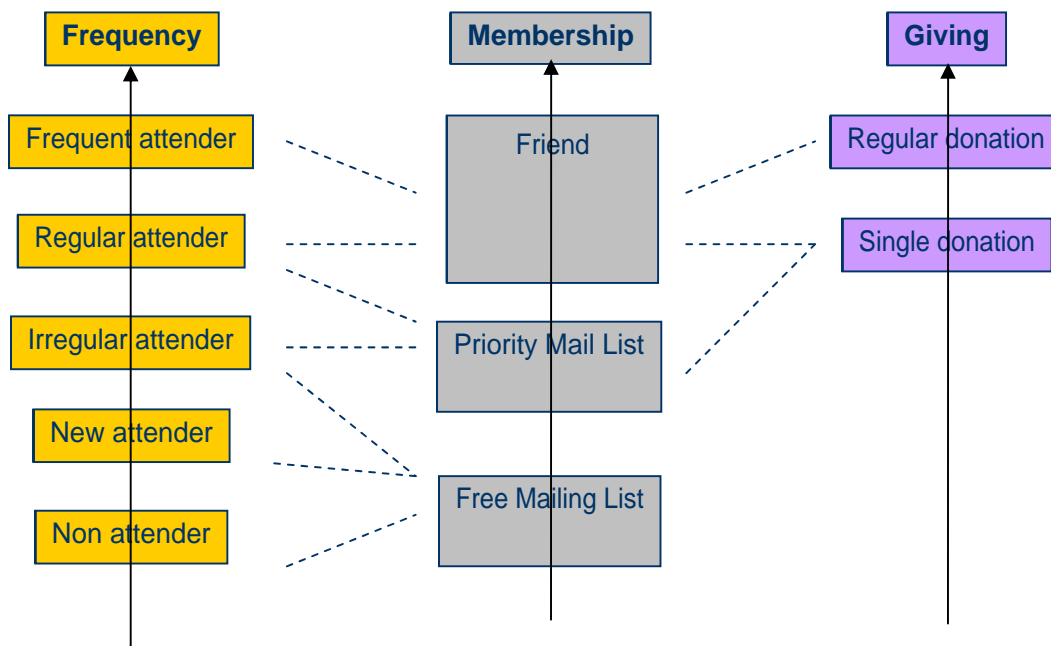 Frequency
Membership
Giving
Frequent attender
Friend
Regular donation
Regular attender
Single donation
Irregular attender
Priority Mail List
New attender
Free Mailing List
Non attender